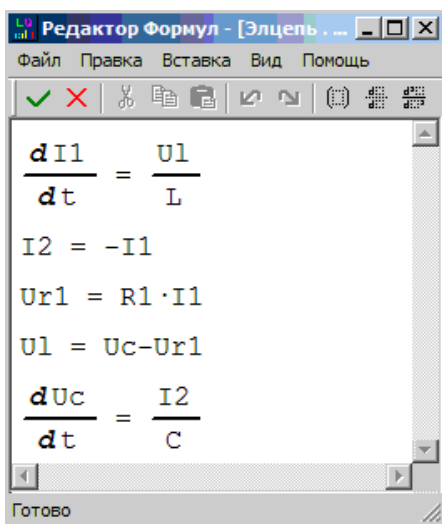 Редактор Формул - [Элцепь . ...
Файл Правка Вставка Вид Помощь
dI1/dt = Ul/L
I2 = -I1
Ur1 = R1·I1
Ul = Uc-Ur1
dUc/dt = I2/C
Готово